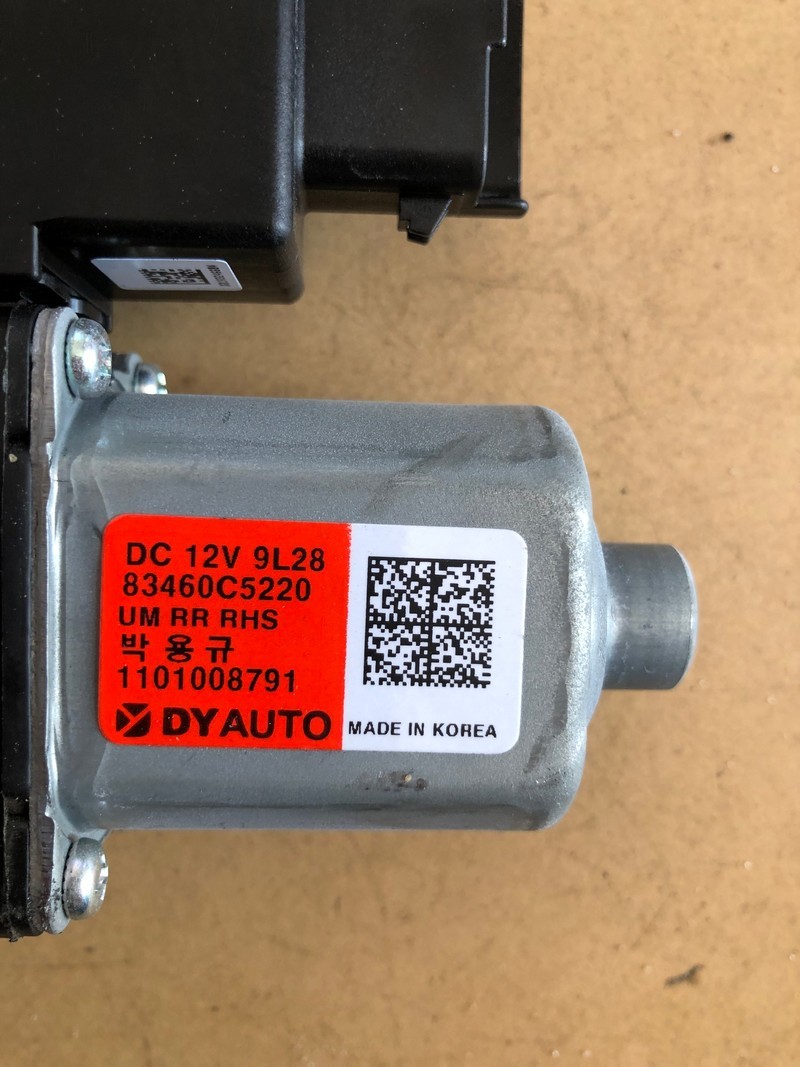 DC 12V 9L28
83460C5220
UM RR RHS
박 용 규
1101008791
DYAUTO
MADE IN KOREA